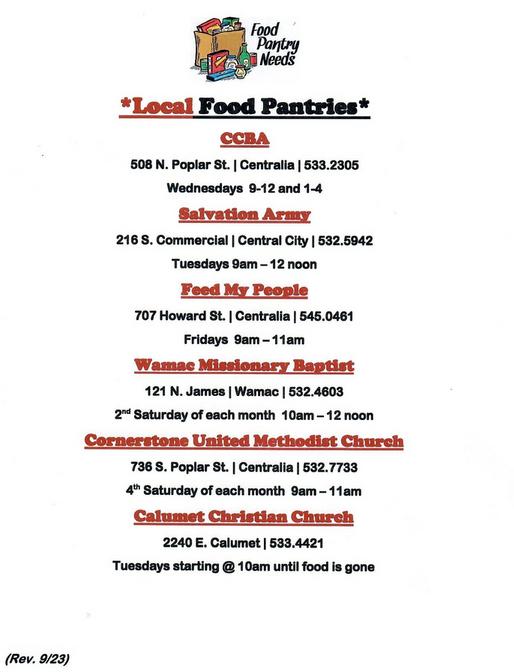 Food
Pantry
Needs
*Local Food Pantries*
CCBA
508 N. Poplar St. | Centralia | 533.2305
Wednesdays 9-12 and 1-4
Salvation Army
216 S. Commercial | Central City | 532.5942
Tuesdays 9am – 12 noon
Feed My People
707 Howard St. | Centralia | 545.0461
Fridays 9am – 11am
Wamac Missionary Baptist
121 N. James | Wamac | 532.4603
2nd Saturday of each month 10am – 12 noon
Cornerstone United Methodist Church
736 S. Poplar St. | Centralia | 532.7733
4th Saturday of each month 9am – 11am
Calumet Christian Church
2240 E. Calumet | 533.4421
Tuesdays starting @ 10am until food is gone
(Rev. 9/23)